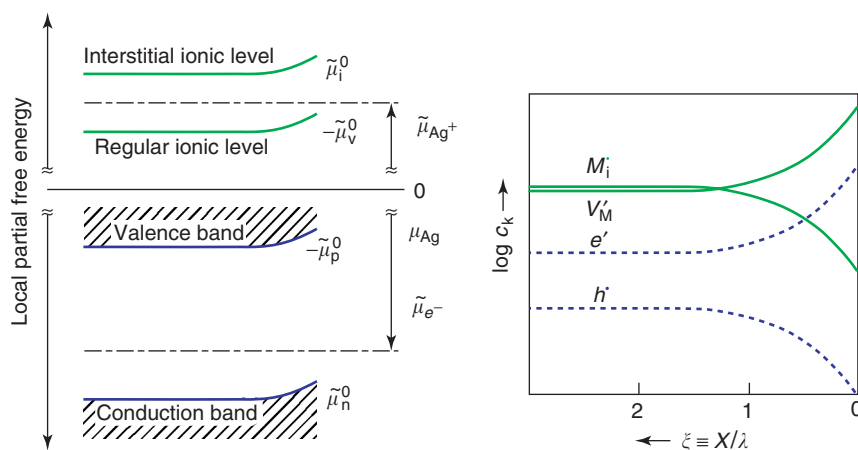 Local partial free energy
Interstitial ionic level
μ̃ᵢ⁰
−μ̃ᵥ⁰
Regular ionic level
μ̃Ag⁺
0
Valence band
−μ̃ₚ⁰
μAg
μ̃e⁻
Conduction band
μ̃ₙ⁰
log cₖ
Mᵢ˙
V′M
e′
h˙
2
1
0
ξ ≡ X/λ